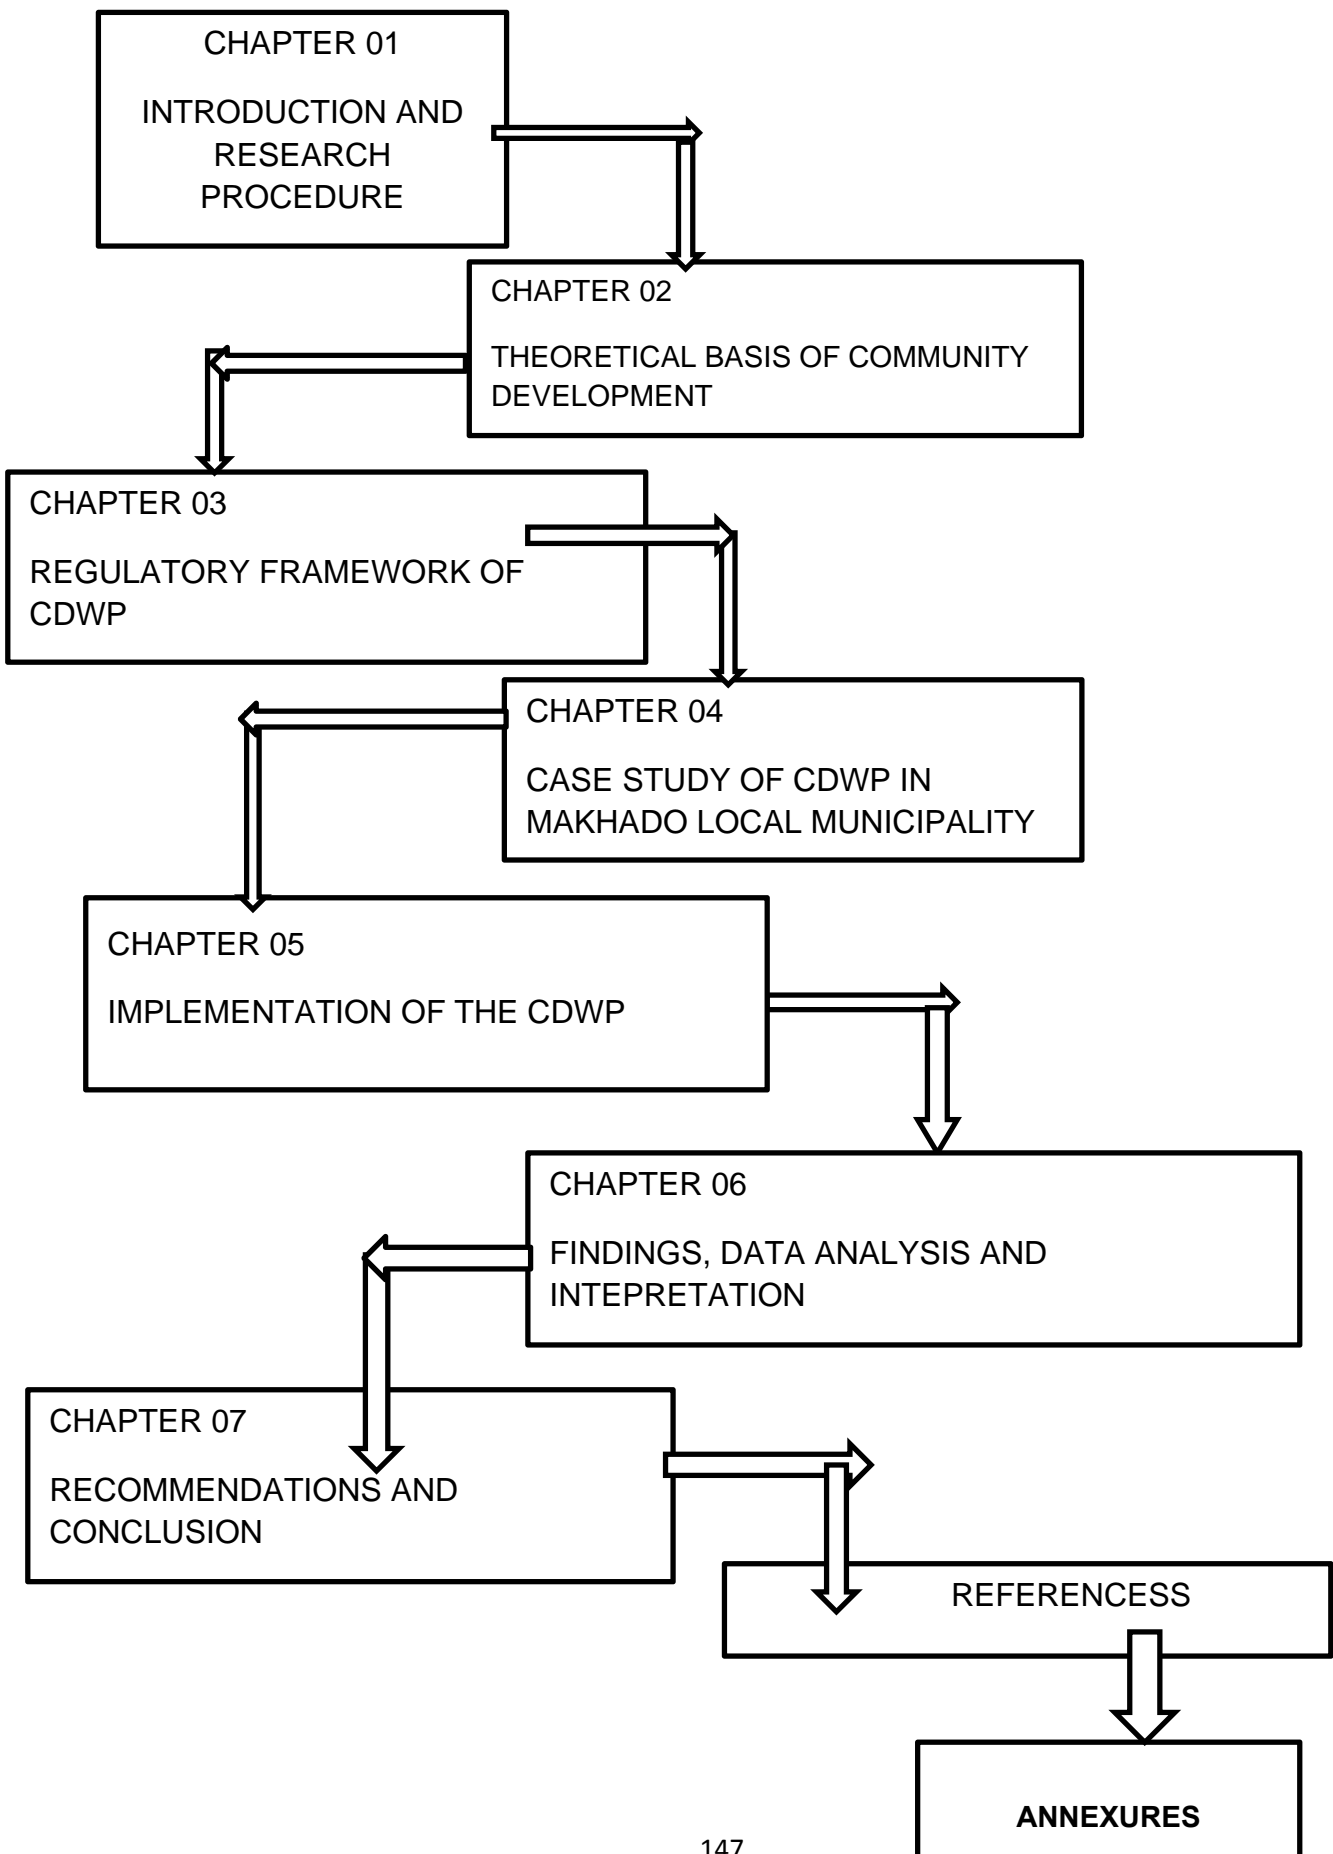 CHAPTER 01
INTRODUCTION AND
RESEARCH
PROCEDURE
CHAPTER 02
THEORETICAL BASIS OF COMMUNITY
DEVELOPMENT
CHAPTER 03
REGULATORY FRAMEWORK OF
CDWP
CHAPTER 04
CASE STUDY OF CDWP IN
MAKHADO LOCAL MUNICIPALITY
CHAPTER 05
IMPLEMENTATION OF THE CDWP
CHAPTER 06
FINDINGS, DATA ANALYSIS AND
INTEPRETATION
CHAPTER 07
RECOMMENDATIONS AND
CONCLUSION
REFERENCESS
ANNEXURES
147